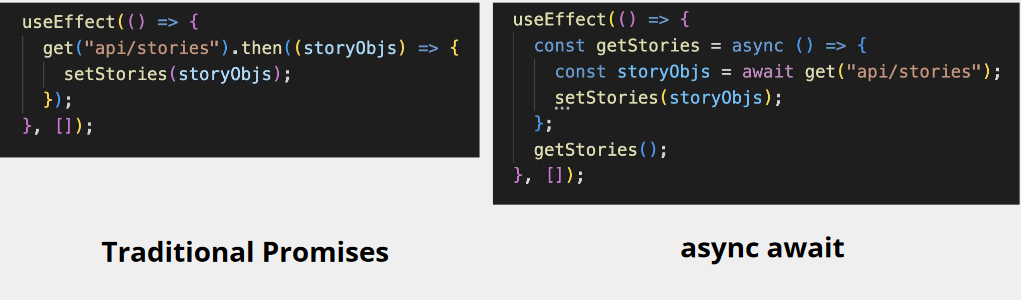 useEffect(() => {
get("api/stories").then((storyObjs) => {
setStories(storyObjs);
});
}, []);
Traditional Promises
useEffect(() => {
const getStories = async () => {
const storyObjs = await get("api/stories");
setStories(storyObjs);
};
getStories();
}, []);
async await